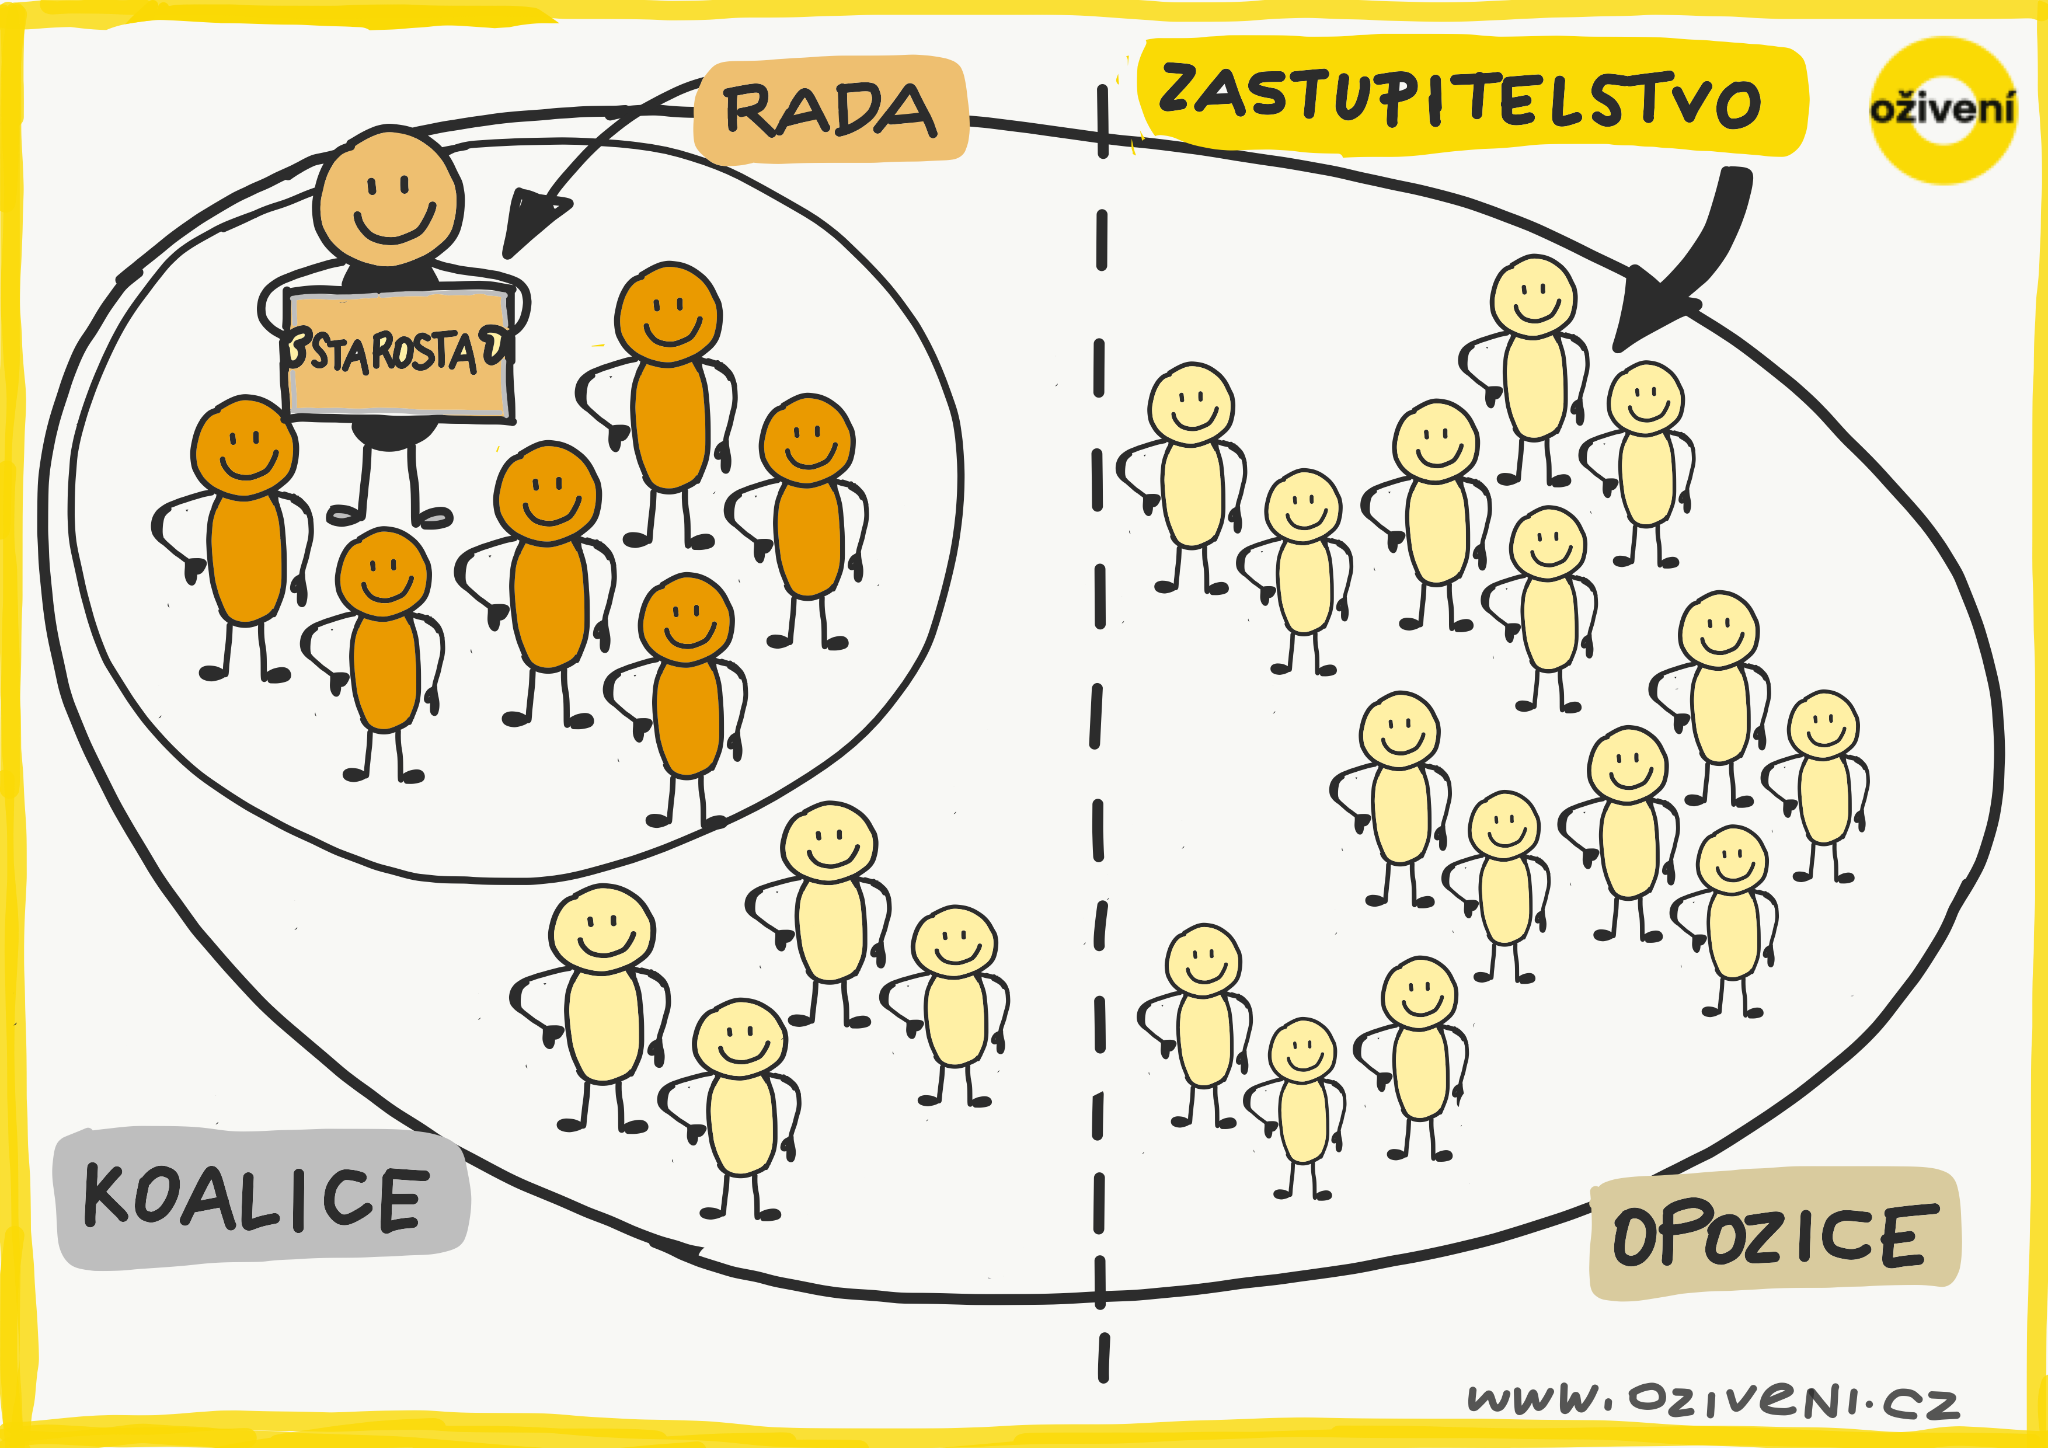 RADA
ZASTUPITELSTVO
oživení
STAROSTA
KOALICE
OPOZICE
www.oziveni.cz